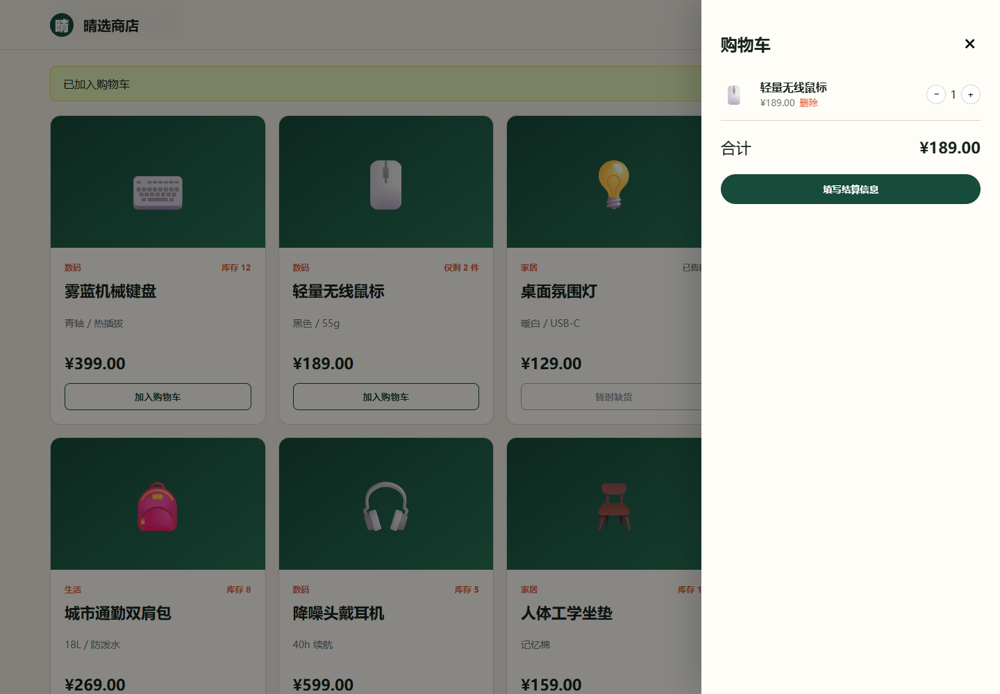 晴 晴选商店
已加入购物车
数码 库存 12
雾蓝机械键盘
青轴 / 热插拔
¥399.00
加入购物车
数码 仅剩 2 件
轻量无线鼠标
黑色 / 55g
¥189.00
加入购物车
家居 已售
桌面氛围灯
暖白 / USB-C
¥129.00
暂时缺货
生活 库存 8
城市通勤双肩包
18L / 防泼水
¥269.00
数码 库存 5
降噪头戴耳机
40h 续航
¥599.00
家居 库存 1
人体工学坐垫
记忆棉
¥159.00
购物车 ×
轻量无线鼠标
¥189.00 删除
− 1 +
合计 ¥189.00
填写结算信息